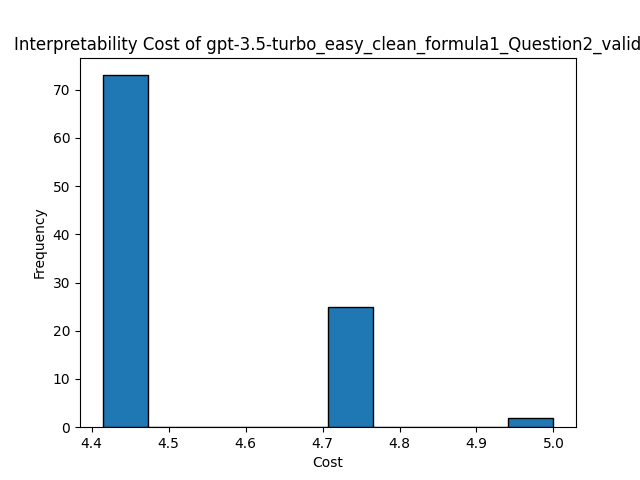 Interpretability Cost of gpt-3.5-turbo_easy_clean_formula1_Question2_valid
70
60
50
40
30
20
10
0
Frequency
4.4 4.5 4.6 4.7 4.8 4.9 5.0
Cost